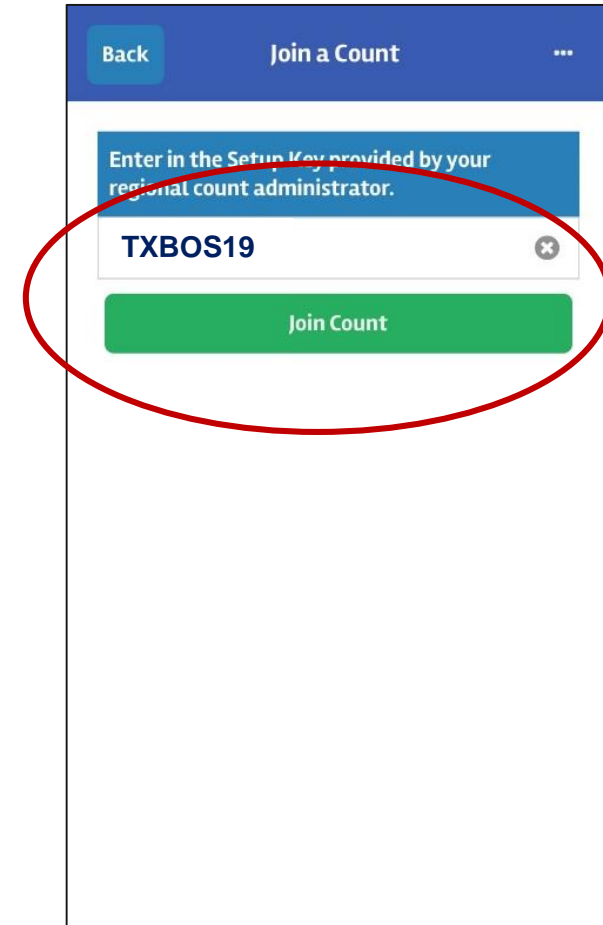 Back
Join a Count
Enter in the Setup Key provided by your
regional count administrator.
TXBOS19
Join Count